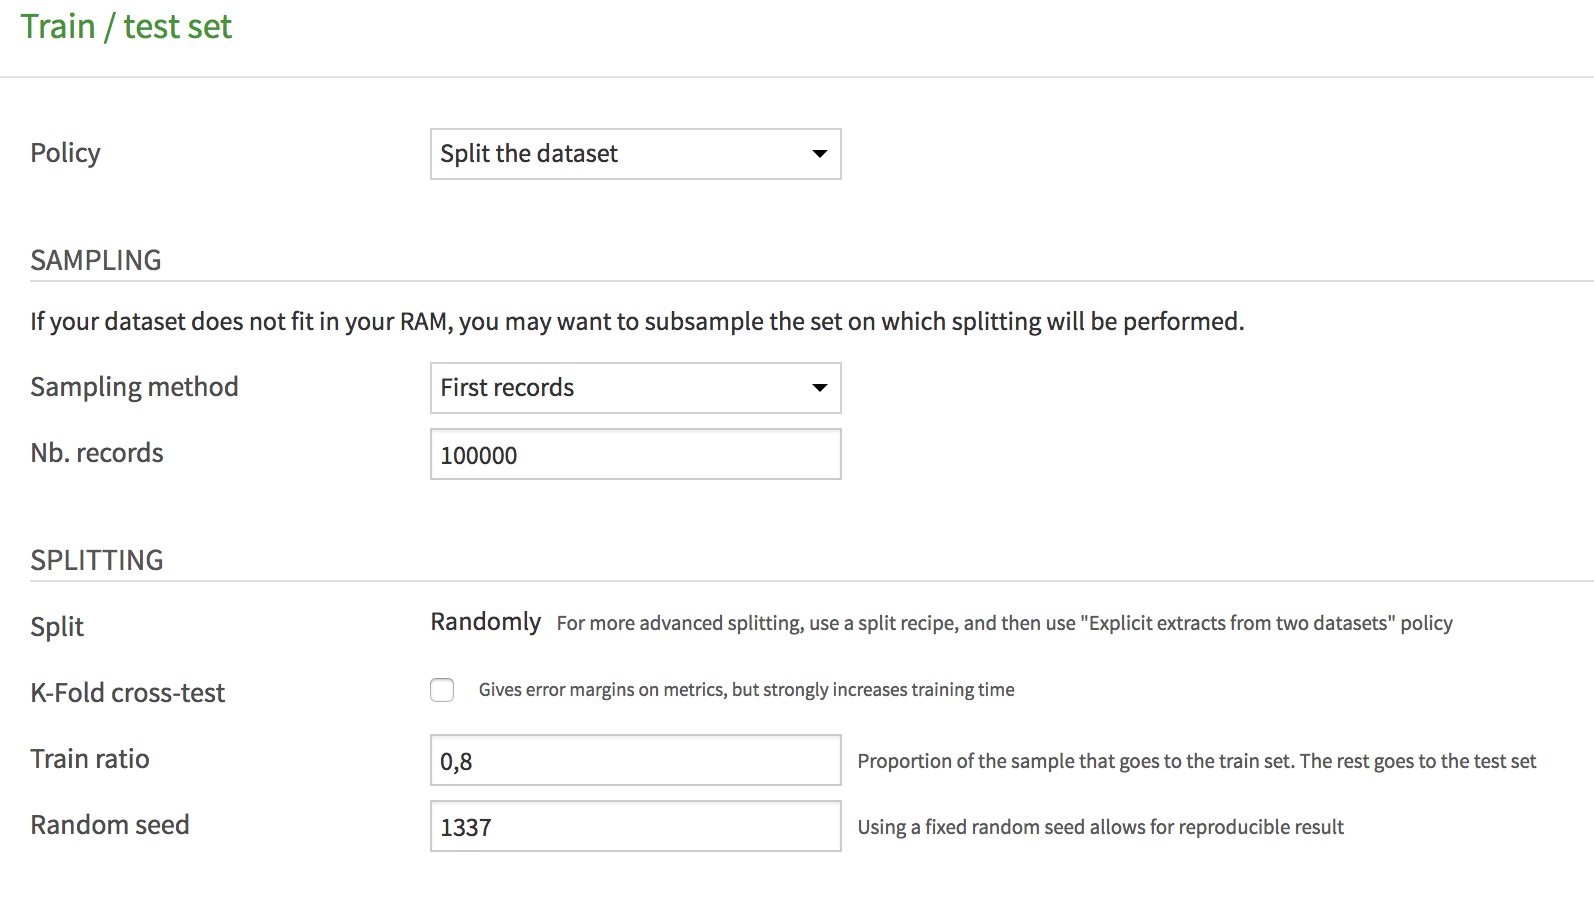 Train / test set
Policy
Split the dataset
SAMPLING
If your dataset does not fit in your RAM, you may want to subsample the set on which splitting will be performed.
Sampling method
First records
Nb. records
100000
SPLITTING
Split
Randomly For more advanced splitting, use a split recipe, and then use "Explicit extracts from two datasets" policy
K-Fold cross-test
Gives error margins on metrics, but strongly increases training time
Train ratio
0,8
Proportion of the sample that goes to the train set. The rest goes to the test set
Random seed
1337
Using a fixed random seed allows for reproducible result